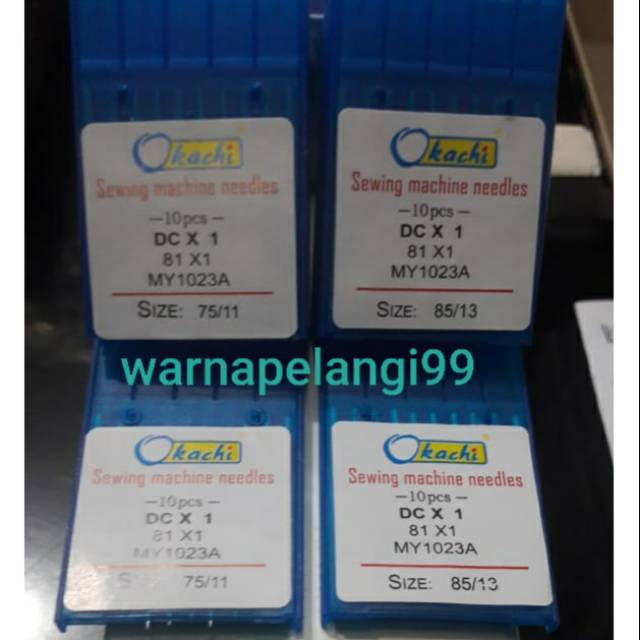 Okachi
Sewing machine needles
—10pcs—
DC X 1
81 X1
MY1023A
SIZE: 75/11
Okachi
Sewing machine needles
—10pcs—
DC X 1
81 X1
MY1023A
SIZE: 85/13
warnapelangi99
Okachi
Sewing machine needles
—10pcs—
DC X 1
81 X1
MY1023A
75/11
Okachi
Sewing machine needles
—10pcs—
DC X 1
81 X1
MY1023A
SIZE: 85/13